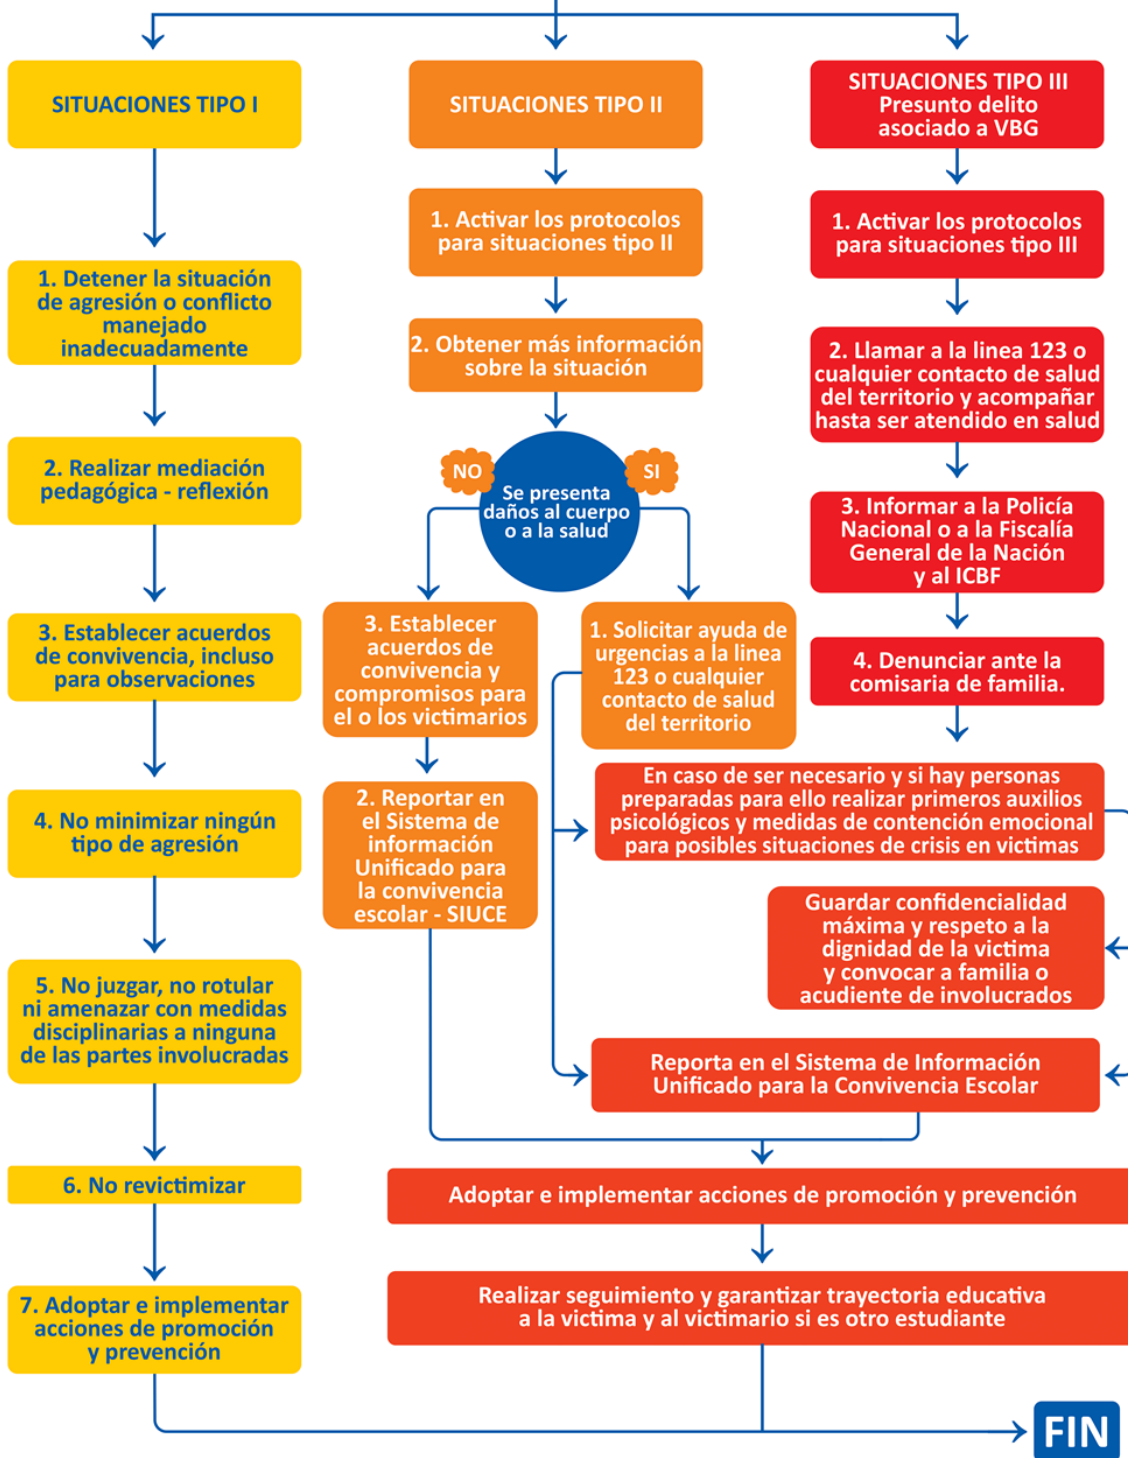 SITUACIONES TIPO I
1. Detener la situación
de agresión o conflicto
manejado
inadecuadamente
2. Realizar mediación
pedagógica - reflexión
3. Establecer acuerdos
de convivencia, incluso
para observaciones
4. No minimizar ningún
tipo de agresión
5. No juzgar, no rotular
ni amenazar con medidas
disciplinarias a ninguna
de las partes involucradas
6. No revictimizar
7. Adoptar e implementar
acciones de promoción
y prevención
SITUACIONES TIPO II
1. Activar los protocolos
para situaciones tipo II
2. Obtener más información
sobre la situación
NO
SI
Se presenta
daños al cuerpo
o a la salud
3. Establecer
acuerdos de
convivencia y
compromisos para
el o los victimarios
2. Reportar en
el Sistema de
información
Unificado para
la convivencia
escolar - SIUCE
1. Solicitar ayuda de
urgencias a la linea
123 o cualquier
contacto de salud
del territorio
SITUACIONES TIPO III
Presunto delito
asociado a VBG
1. Activar los protocolos
para situaciones tipo III
2. Llamar a la linea 123 o
cualquier contacto de salud
del territorio y acompañar
hasta ser atendido en salud
3. Informar a la Policía
Nacional o a la Fiscalía
General de la Nación
y al ICBF
4. Denunciar ante la
comisaria de familia.
En caso de ser necesario y si hay personas
preparadas para ello realizar primeros auxilios
psicológicos y medidas de contención emocional
para posibles situaciones de crisis en victimas
Guardar confidencialidad
máxima y respeto a la
dignidad de la victima
y convocar a familia o
acudiente de involucrados
Reporta en el Sistema de Información
Unificado para la Convivencia Escolar
Adoptar e implementar acciones de promoción y prevención
Realizar seguimiento y garantizar trayectoria educativa
a la victima y al victimario si es otro estudiante
FIN